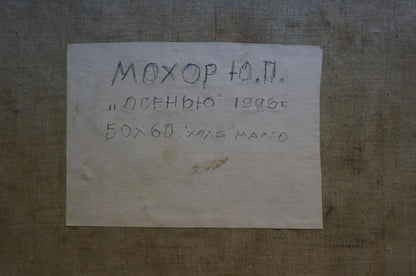 МОХОР Ю.П.
„ОСЕНЬЮ" 1996г
50х60. холст масло